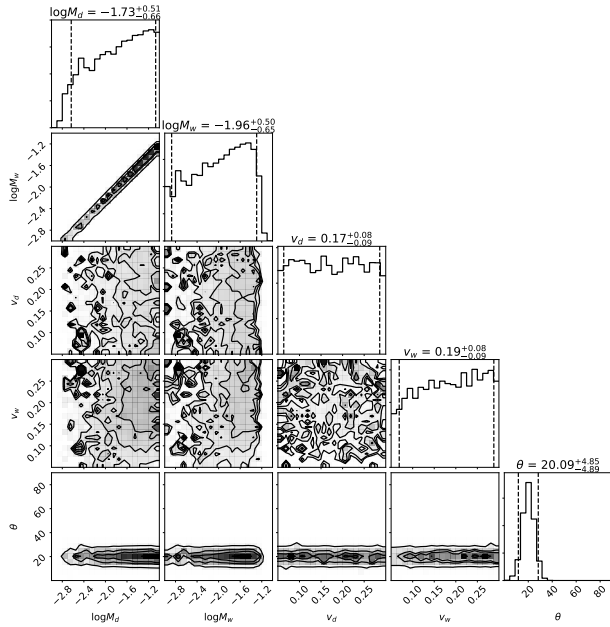 logM_d = −1.73^{+0.51}_{−0.66}
−1.2
−1.6
−2.0
−2.4
−2.8
logM_w
logM_w = −1.96^{+0.50}_{−0.65}
0.25
0.20
0.15
0.10
v_d
v_d = 0.17^{+0.08}_{−0.09}
0.25
0.20
0.15
0.10
v_w
v_w = 0.19^{+0.08}_{−0.09}
80
60
40
20
θ
θ = 20.09^{+4.85}_{−4.89}
−2.8 −2.4 −2.0 −1.6 −1.2 −2.8 −2.4 −2.0 −1.6 −1.2 0.10 0.15 0.20 0.25 0.10 0.15 0.20 0.25 20 40 60 80
logM_d logM_w v_d v_w θ